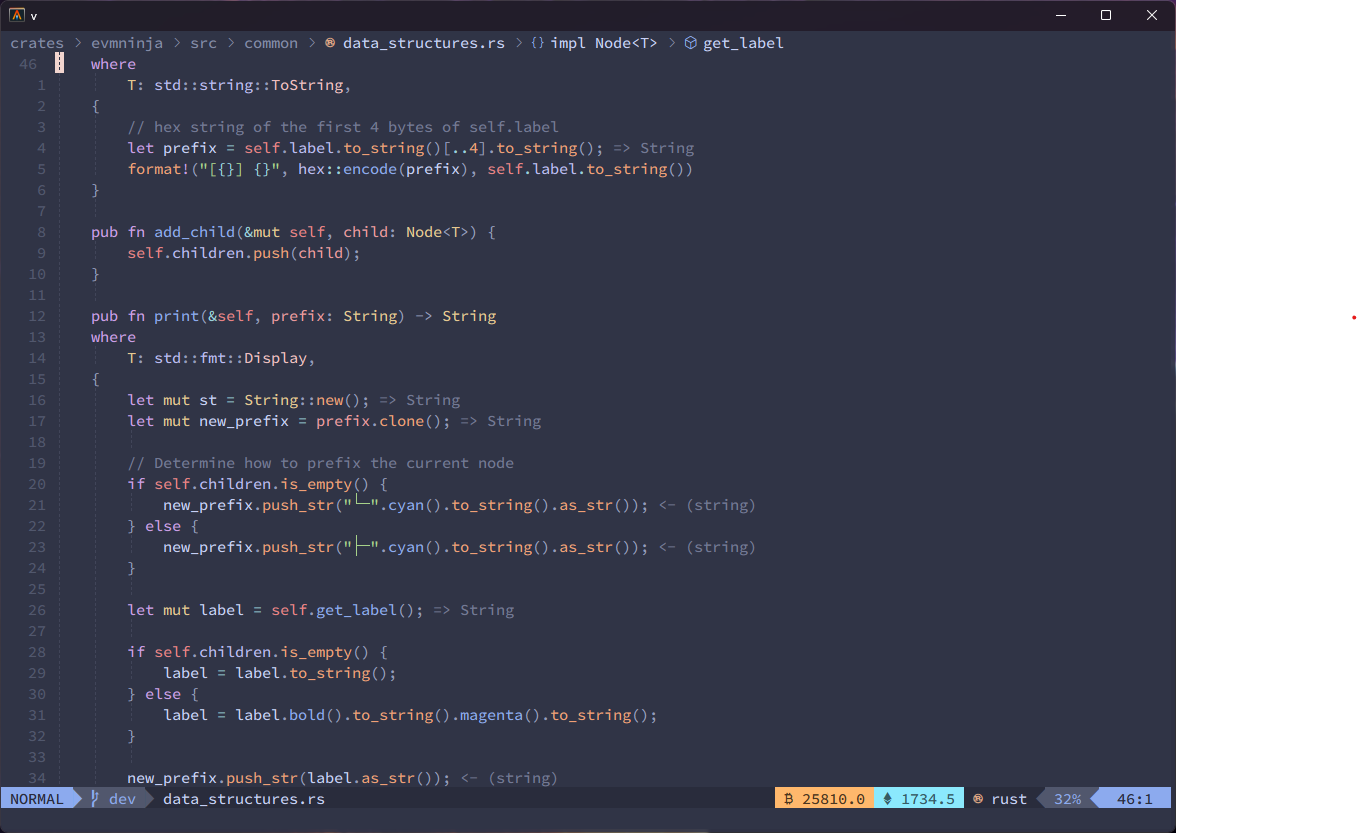 v
crates > evmninja > src > common > data_structures.rs > {} impl Node<T> > get_label
46 where
1 T: std::string::ToString,
2 {
3 // hex string of the first 4 bytes of self.label
4 let prefix = self.label.to_string()[..4].to_string(); => String
5 format!("[{}] {}", hex::encode(prefix), self.label.to_string())
6 }
7
8 pub fn add_child(&mut self, child: Node<T>) {
9 self.children.push(child);
10 }
11
12 pub fn print(&self, prefix: String) -> String
13 where
14 T: std::fmt::Display,
15 {
16 let mut st = String::new(); => String
17 let mut new_prefix = prefix.clone(); => String
18
19 // Determine how to prefix the current node
20 if self.children.is_empty() {
21 new_prefix.push_str("└─".cyan().to_string().as_str()); <- (string)
22 } else {
23 new_prefix.push_str("├─".cyan().to_string().as_str()); <- (string)
24 }
25
26 let mut label = self.get_label(); => String
27
28 if self.children.is_empty() {
29 label = label.to_string();
30 } else {
31 label = label.bold().to_string().magenta().to_string();
32 }
33
34 new_prefix.push_str(label.as_str()); <- (string)
NORMAL dev data_structures.rs ₿ 25810.0 1734.5 rust 32% 46:1